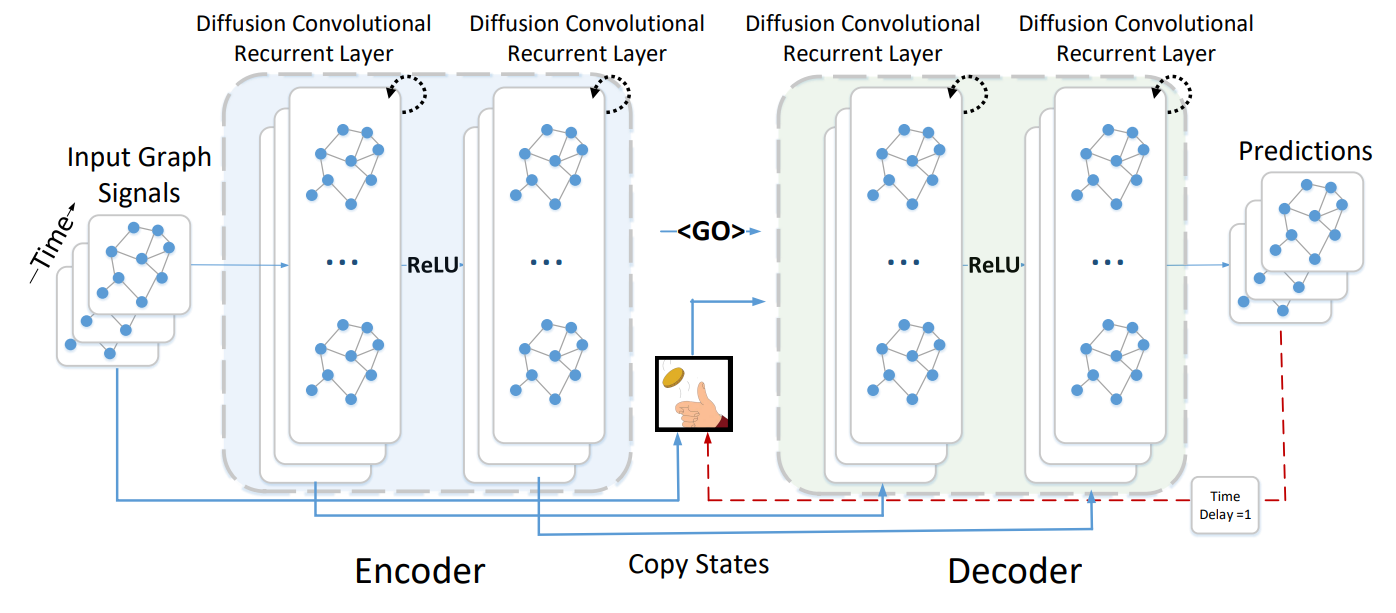 Diffusion Convolutional
Recurrent Layer
Diffusion Convolutional
Recurrent Layer
Diffusion Convolutional
Recurrent Layer
Diffusion Convolutional
Recurrent Layer
Input Graph
Signals
Time
ReLU
<GO>
ReLU
Predictions
Time
Delay =1
Encoder
Copy States
Decoder